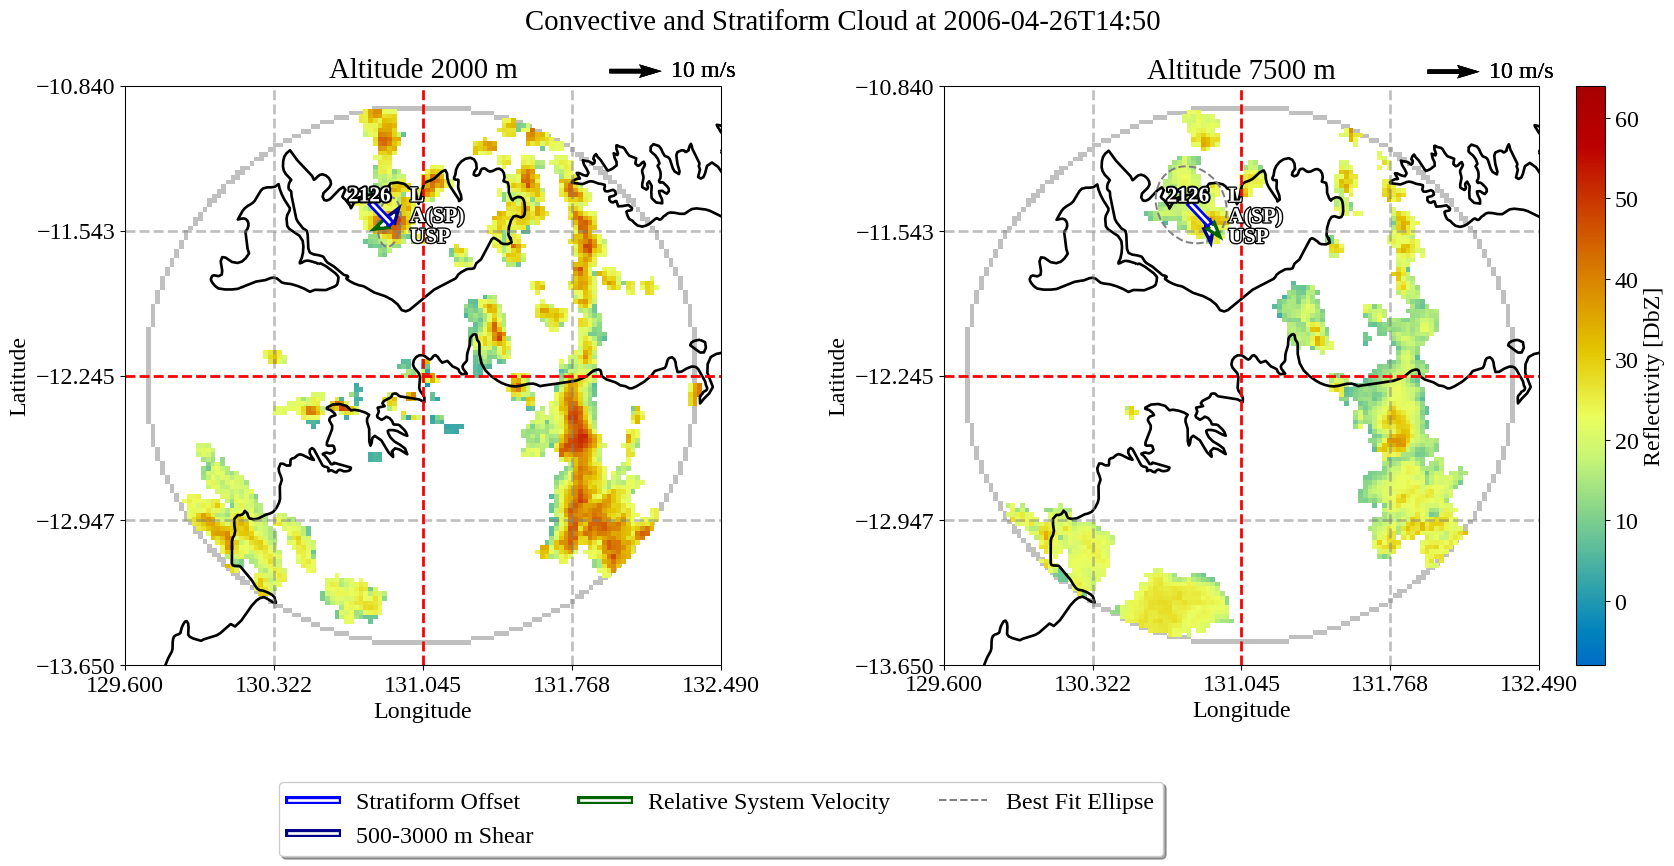 Convective and Stratiform Cloud at 2006-04-26T14:50
Altitude 2000 m
10 m/s
Altitude 7500 m
10 m/s
−10.840
−11.543
−12.245
−12.947
−13.650
Latitude
129.600
130.322
131.045
131.768
132.490
Longitude
2126
L
A(SP)
USP
−10.840
−11.543
−12.245
−12.947
−13.650
Latitude
129.600
130.322
131.045
131.768
132.490
Longitude
2126
L
A(SP)
USP
60
50
40
30
20
10
0
Reflectivity [DbZ]
Stratiform Offset
Relative System Velocity
Best Fit Ellipse
500-3000 m Shear